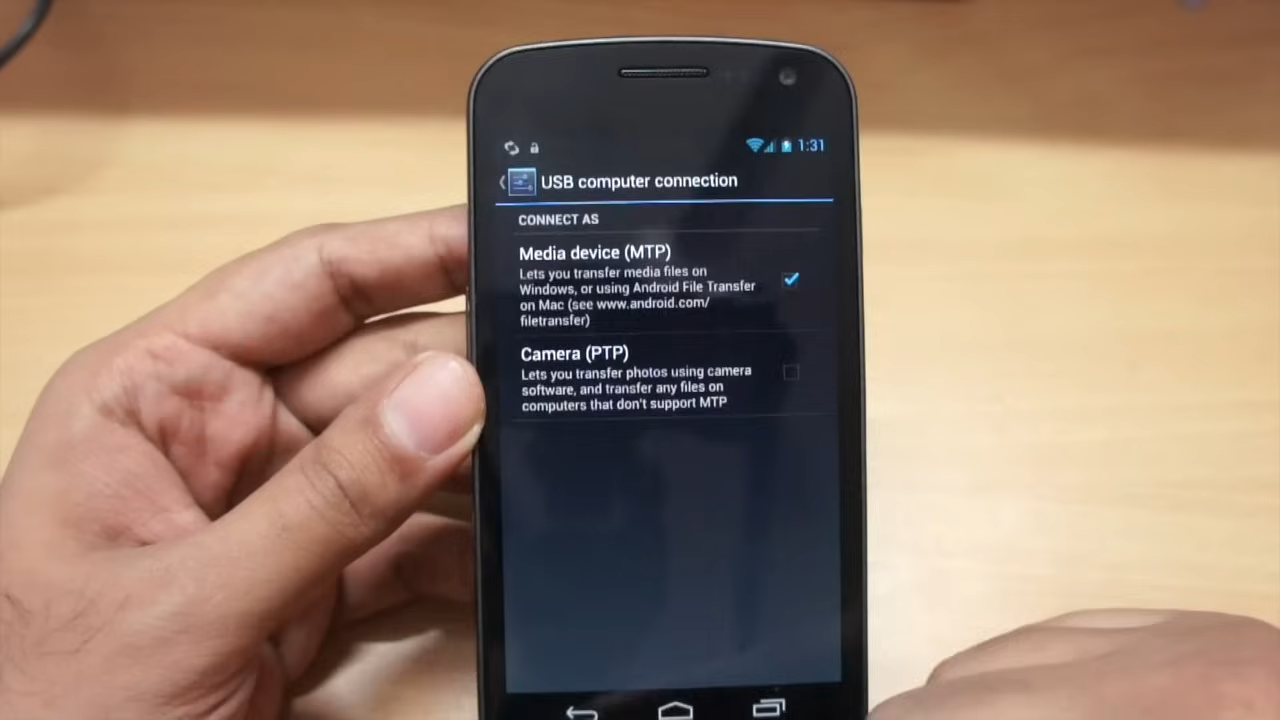 1:31
USB computer connection
CONNECT AS
Media device (MTP)
Lets you transfer media files on
Windows, or using Android File Transfer
on Mac (see www.android.com/
filetransfer)
Camera (PTP)
Lets you transfer photos using camera
software, and transfer any files on
computers that don't support MTP